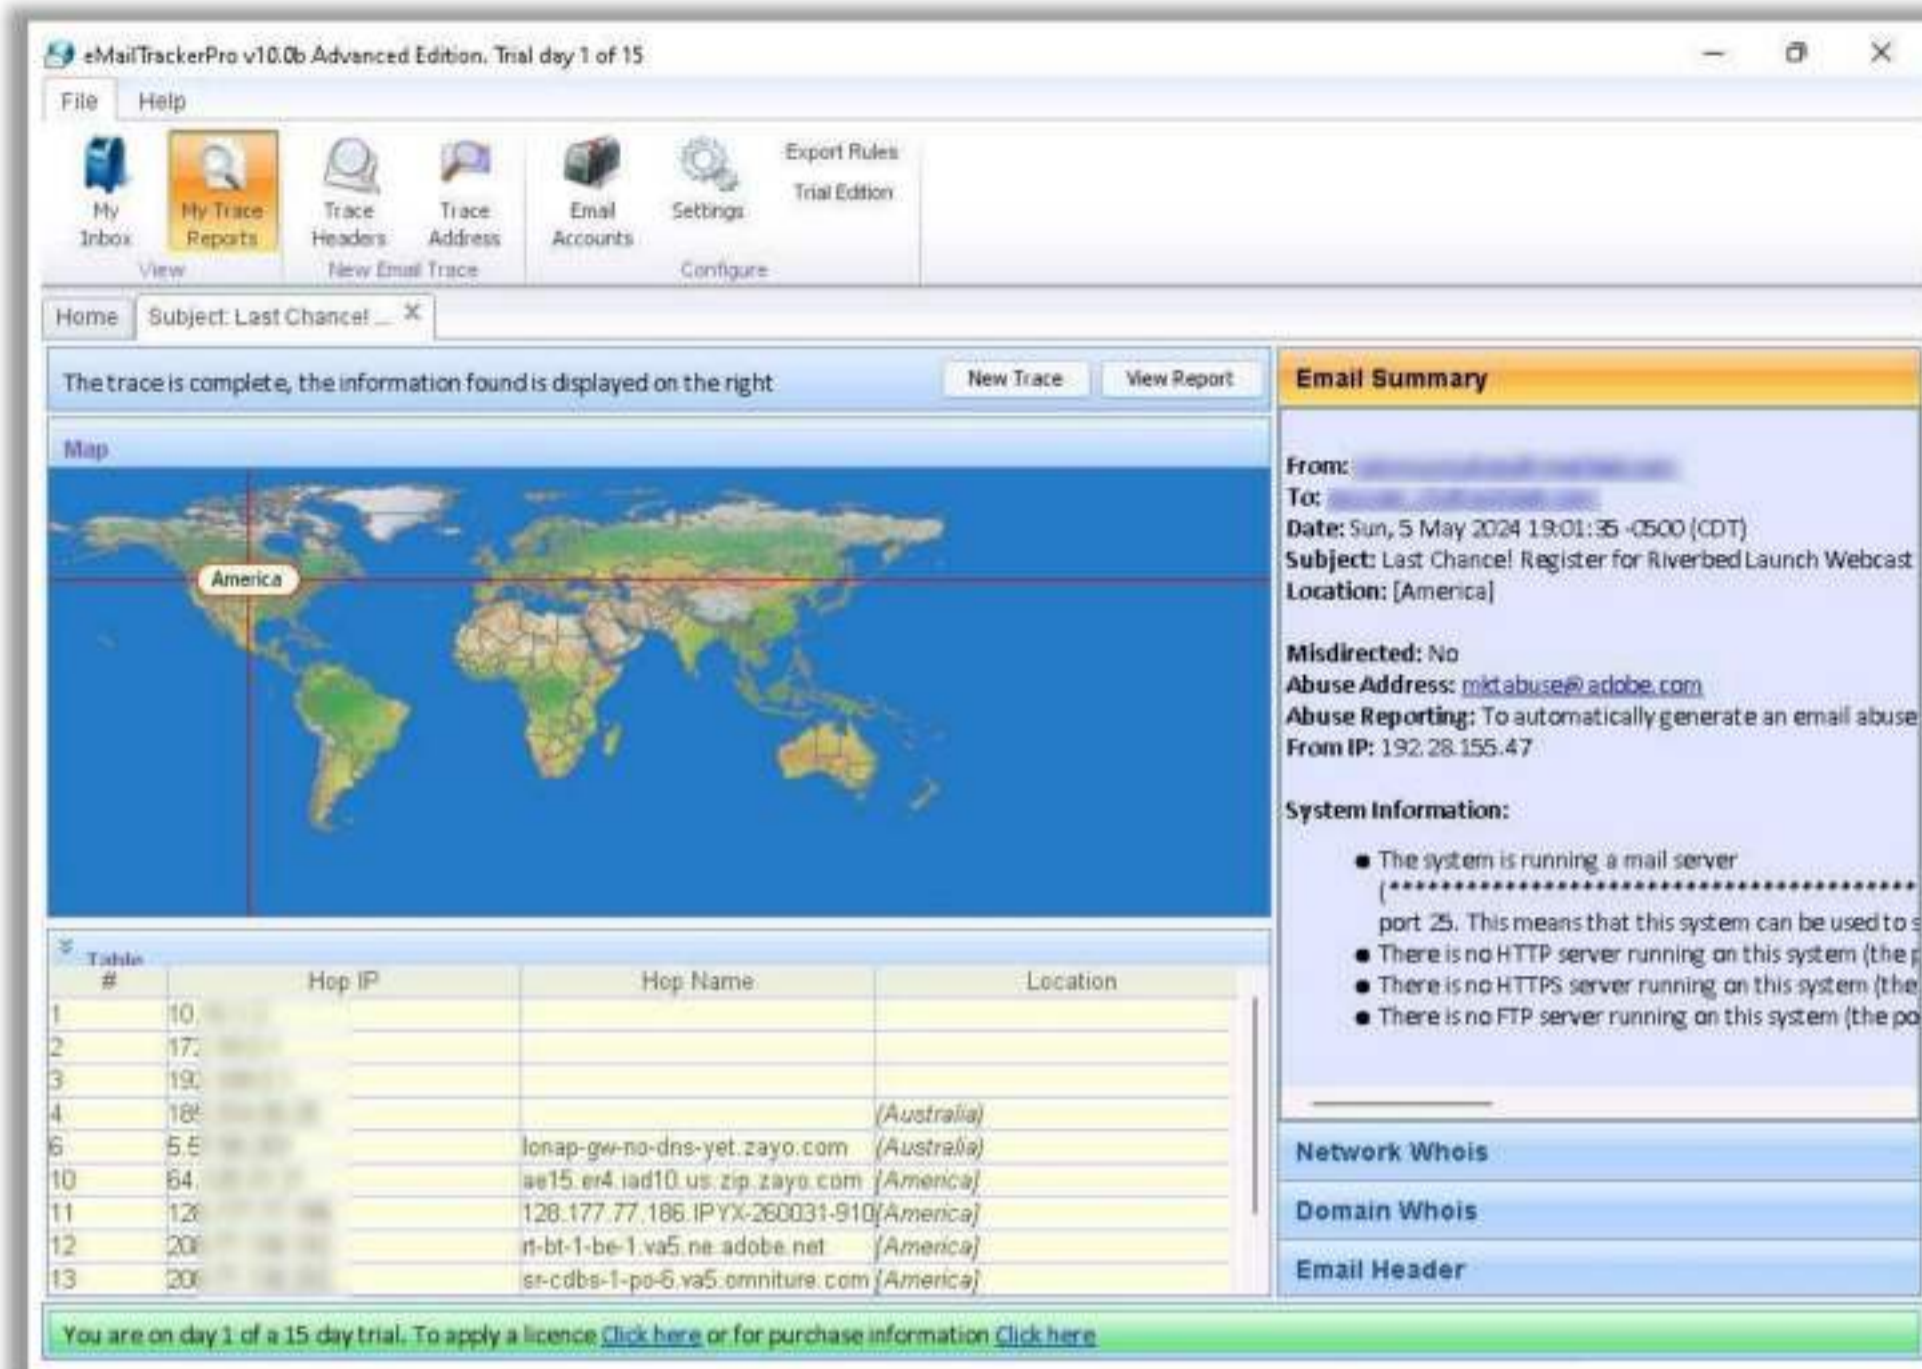 eMailTrackerPro v10.0b Advanced Edition. Trial day 1 of 15
File Help
My Inbox
My Trace Reports
Trace Headers
Trace Address
Email Accounts
Settings
Export Rules
Trial Edition
View
New Email Trace
Configure
Home
Subject: Last Chance! ...
The trace is complete, the information found is displayed on the right
New Trace
View Report
Map
America
Table
# Hop IP Hop Name Location
1 10.
2
3
4 (Australia)
6 5.5 lonap-gw-no-dns-yet.zayo.com (Australia)
10 64. ae15.er4.iad10.us.zip.zayo.com [America]
11 128.177.77.186.IPYX-260031-910 [America]
12 rt-bt-1-be-1.va5.ne.adobe.net [America]
13 sr-cdbs-1-po-6.va5.omniture.com [America]
Email Summary
From:
To:
Date: Sun, 5 May 2024 19:01:35 -0500 (CDT)
Subject: Last Chance! Register for Riverbed Launch Webcast
Location: [America]
Misdirected: No
Abuse Address: mktabuse@adobe.com
Abuse Reporting: To automatically generate an email abuse
From IP: 192.28.155.47
System Information:
● The system is running a mail server
(*****************************************
port 25. This means that this system can be used to s
● There is no HTTP server running on this system (the p
● There is no HTTPS server running on this system (the
● There is no FTP server running on this system (the po
Network Whois
Domain Whois
Email Header
You are on day 1 of a 15 day trial. To apply a licence Click here or for purchase information Click here